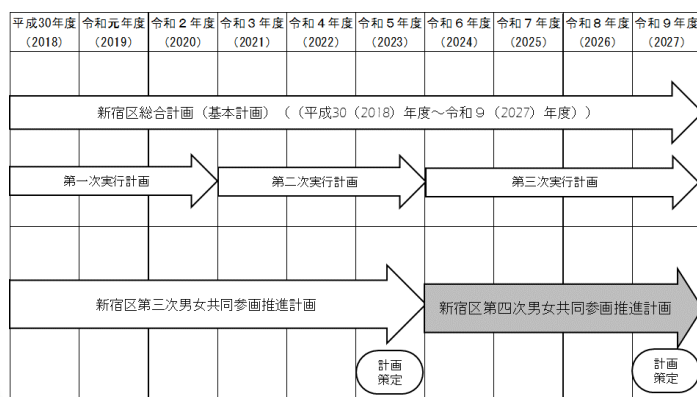 平成30年度 令和元年度 令和2年度 令和3年度 令和4年度 令和5年度 令和6年度 令和7年度 令和8年度 令和9年度
(2018) (2019) (2020) (2021) (2022) (2023) (2024) (2025) (2026) (2027)
新宿区総合計画(基本計画)((平成30(2018)年度~令和9(2027)年度))
第一次実行計画 第二次実行計画 第三次実行計画
新宿区第三次男女共同参画推進計画 新宿区第四次男女共同参画推進計画
計画
策定
計画
策定